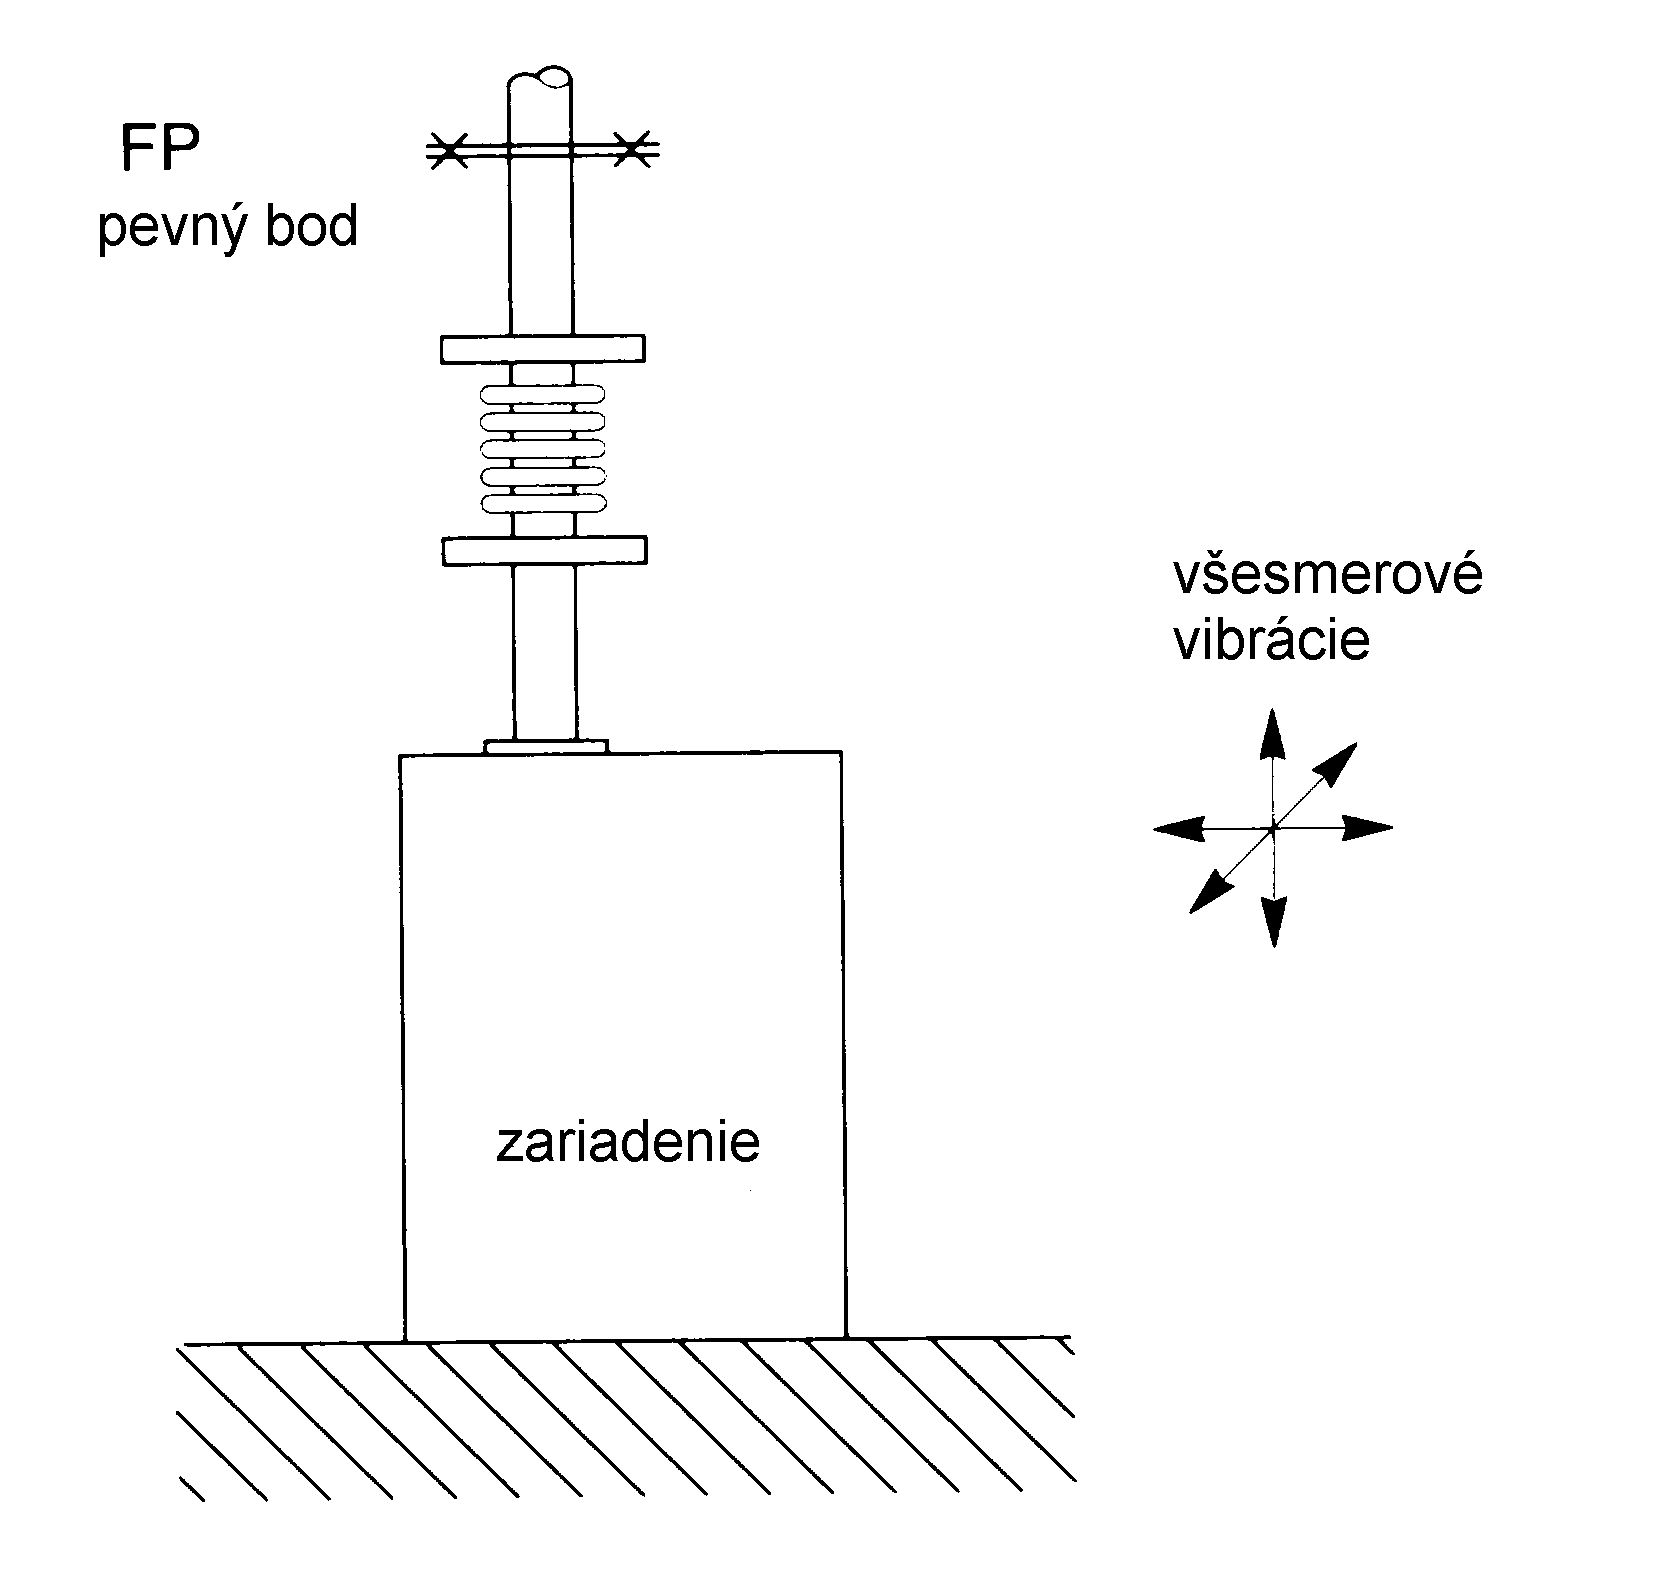 FP
pevný bod
všesmerové
vibrácie
zariadenie